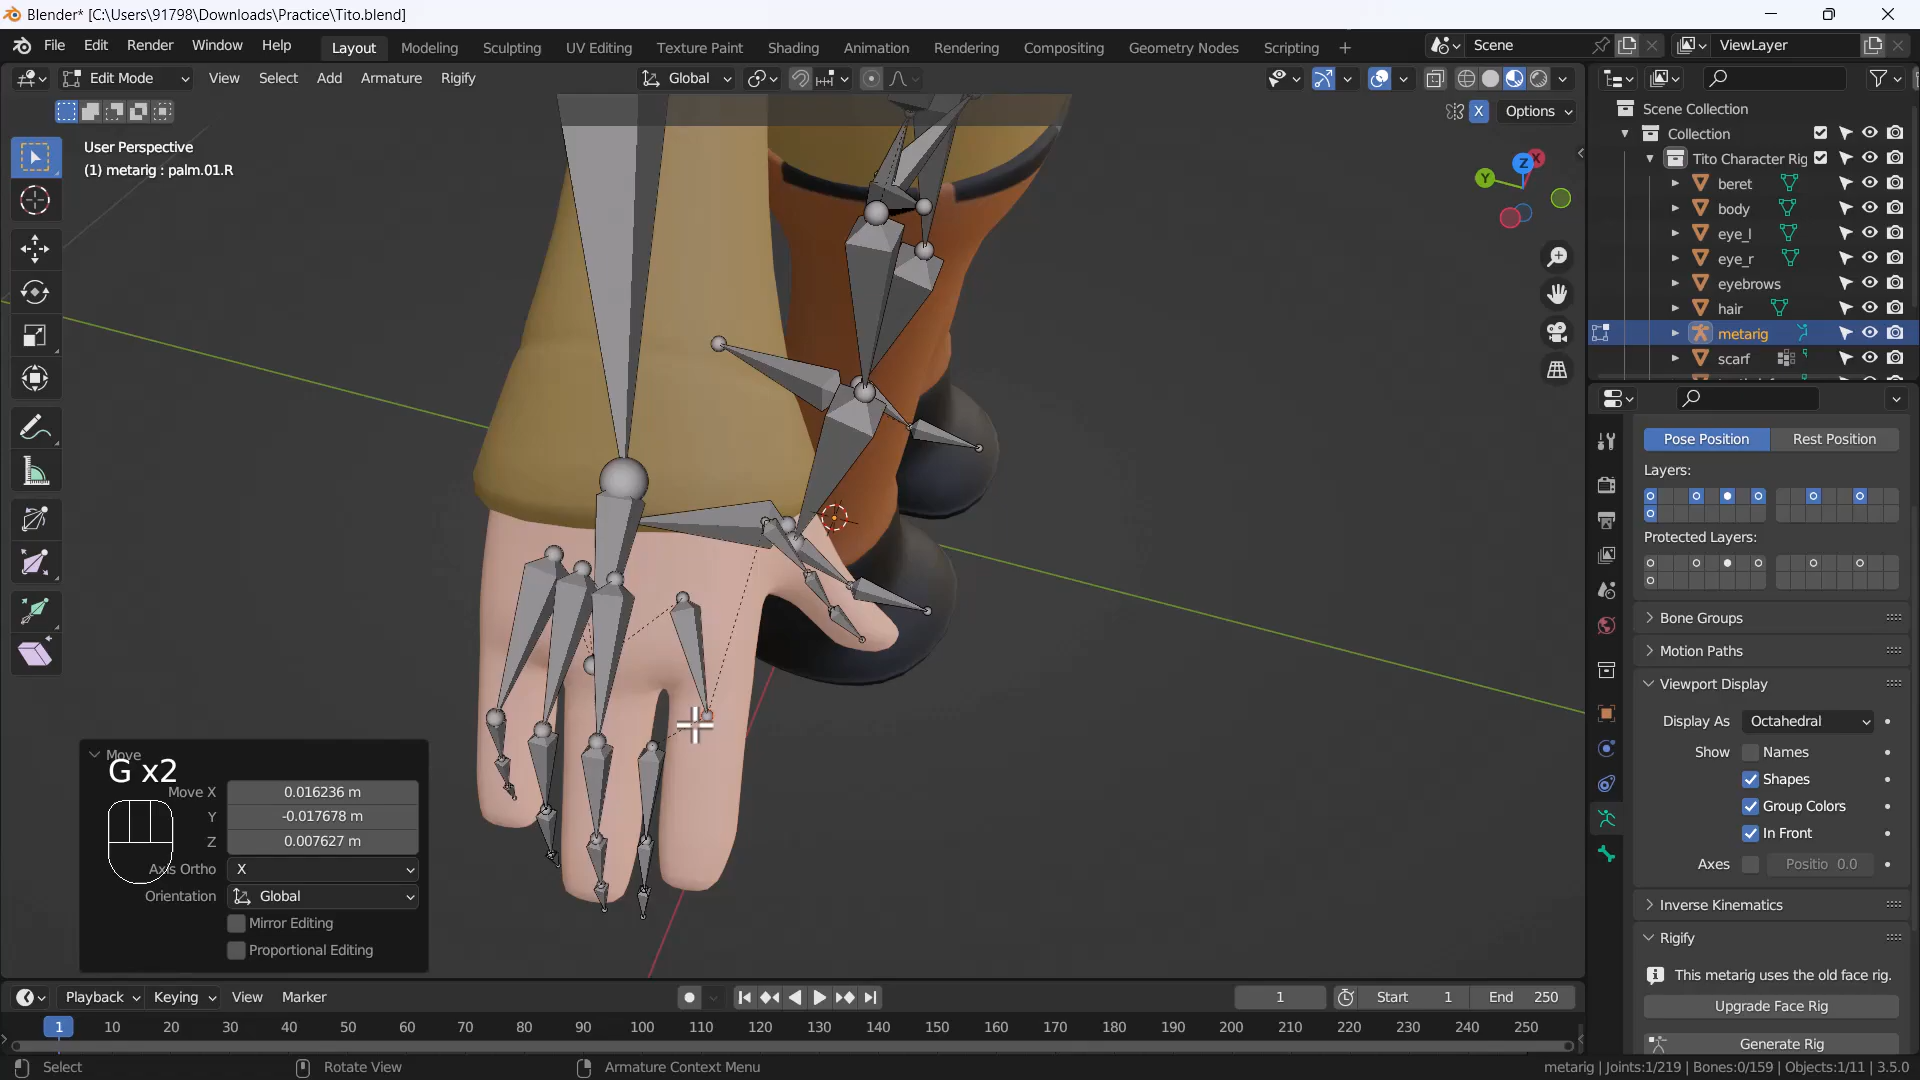 Blender* [C:\Users\91798\Downloads\Practice\Tito.blend]
File Edit Render Window Help Layout Modeling Sculpting UV Editing Texture Paint Shading Animation Rendering Compositing Geometry Nodes Scripting + Scene ViewLayer
Edit Mode View Select Add Armature Rigify Global
X Options
User Perspective
(1) metarig : palm.01.R
Z X Y
Scene Collection
Collection
Tito Character Rig
beret
body
eye_l
eye_r
eyebrows
hair
metarig
scarf
Pose Position Rest Position
Layers:
Protected Layers:
Bone Groups
Motion Paths
Viewport Display
Display As Octahedral
Show Names
Shapes
Group Colors
In Front
Axes Positio 0.0
Inverse Kinematics
Rigify
This metarig uses the old face rig.
Upgrade Face Rig
Generate Rig
Move
G x2
Move X 0.016236 m
Y -0.017678 m
Z 0.007627 m
Axis Ortho X
Orientation Global
Mirror Editing
Proportional Editing
Playback Keying View Marker 1 Start 1 End 250
1 10 20 30 40 50 60 70 80 90 100 110 120 130 140 150 160 170 180 190 200 210 220 230 240 250
Select Rotate View Armature Context Menu metarig | Joints:1/219 | Bones:0/159 | Objects:1/11 | 3.5.0